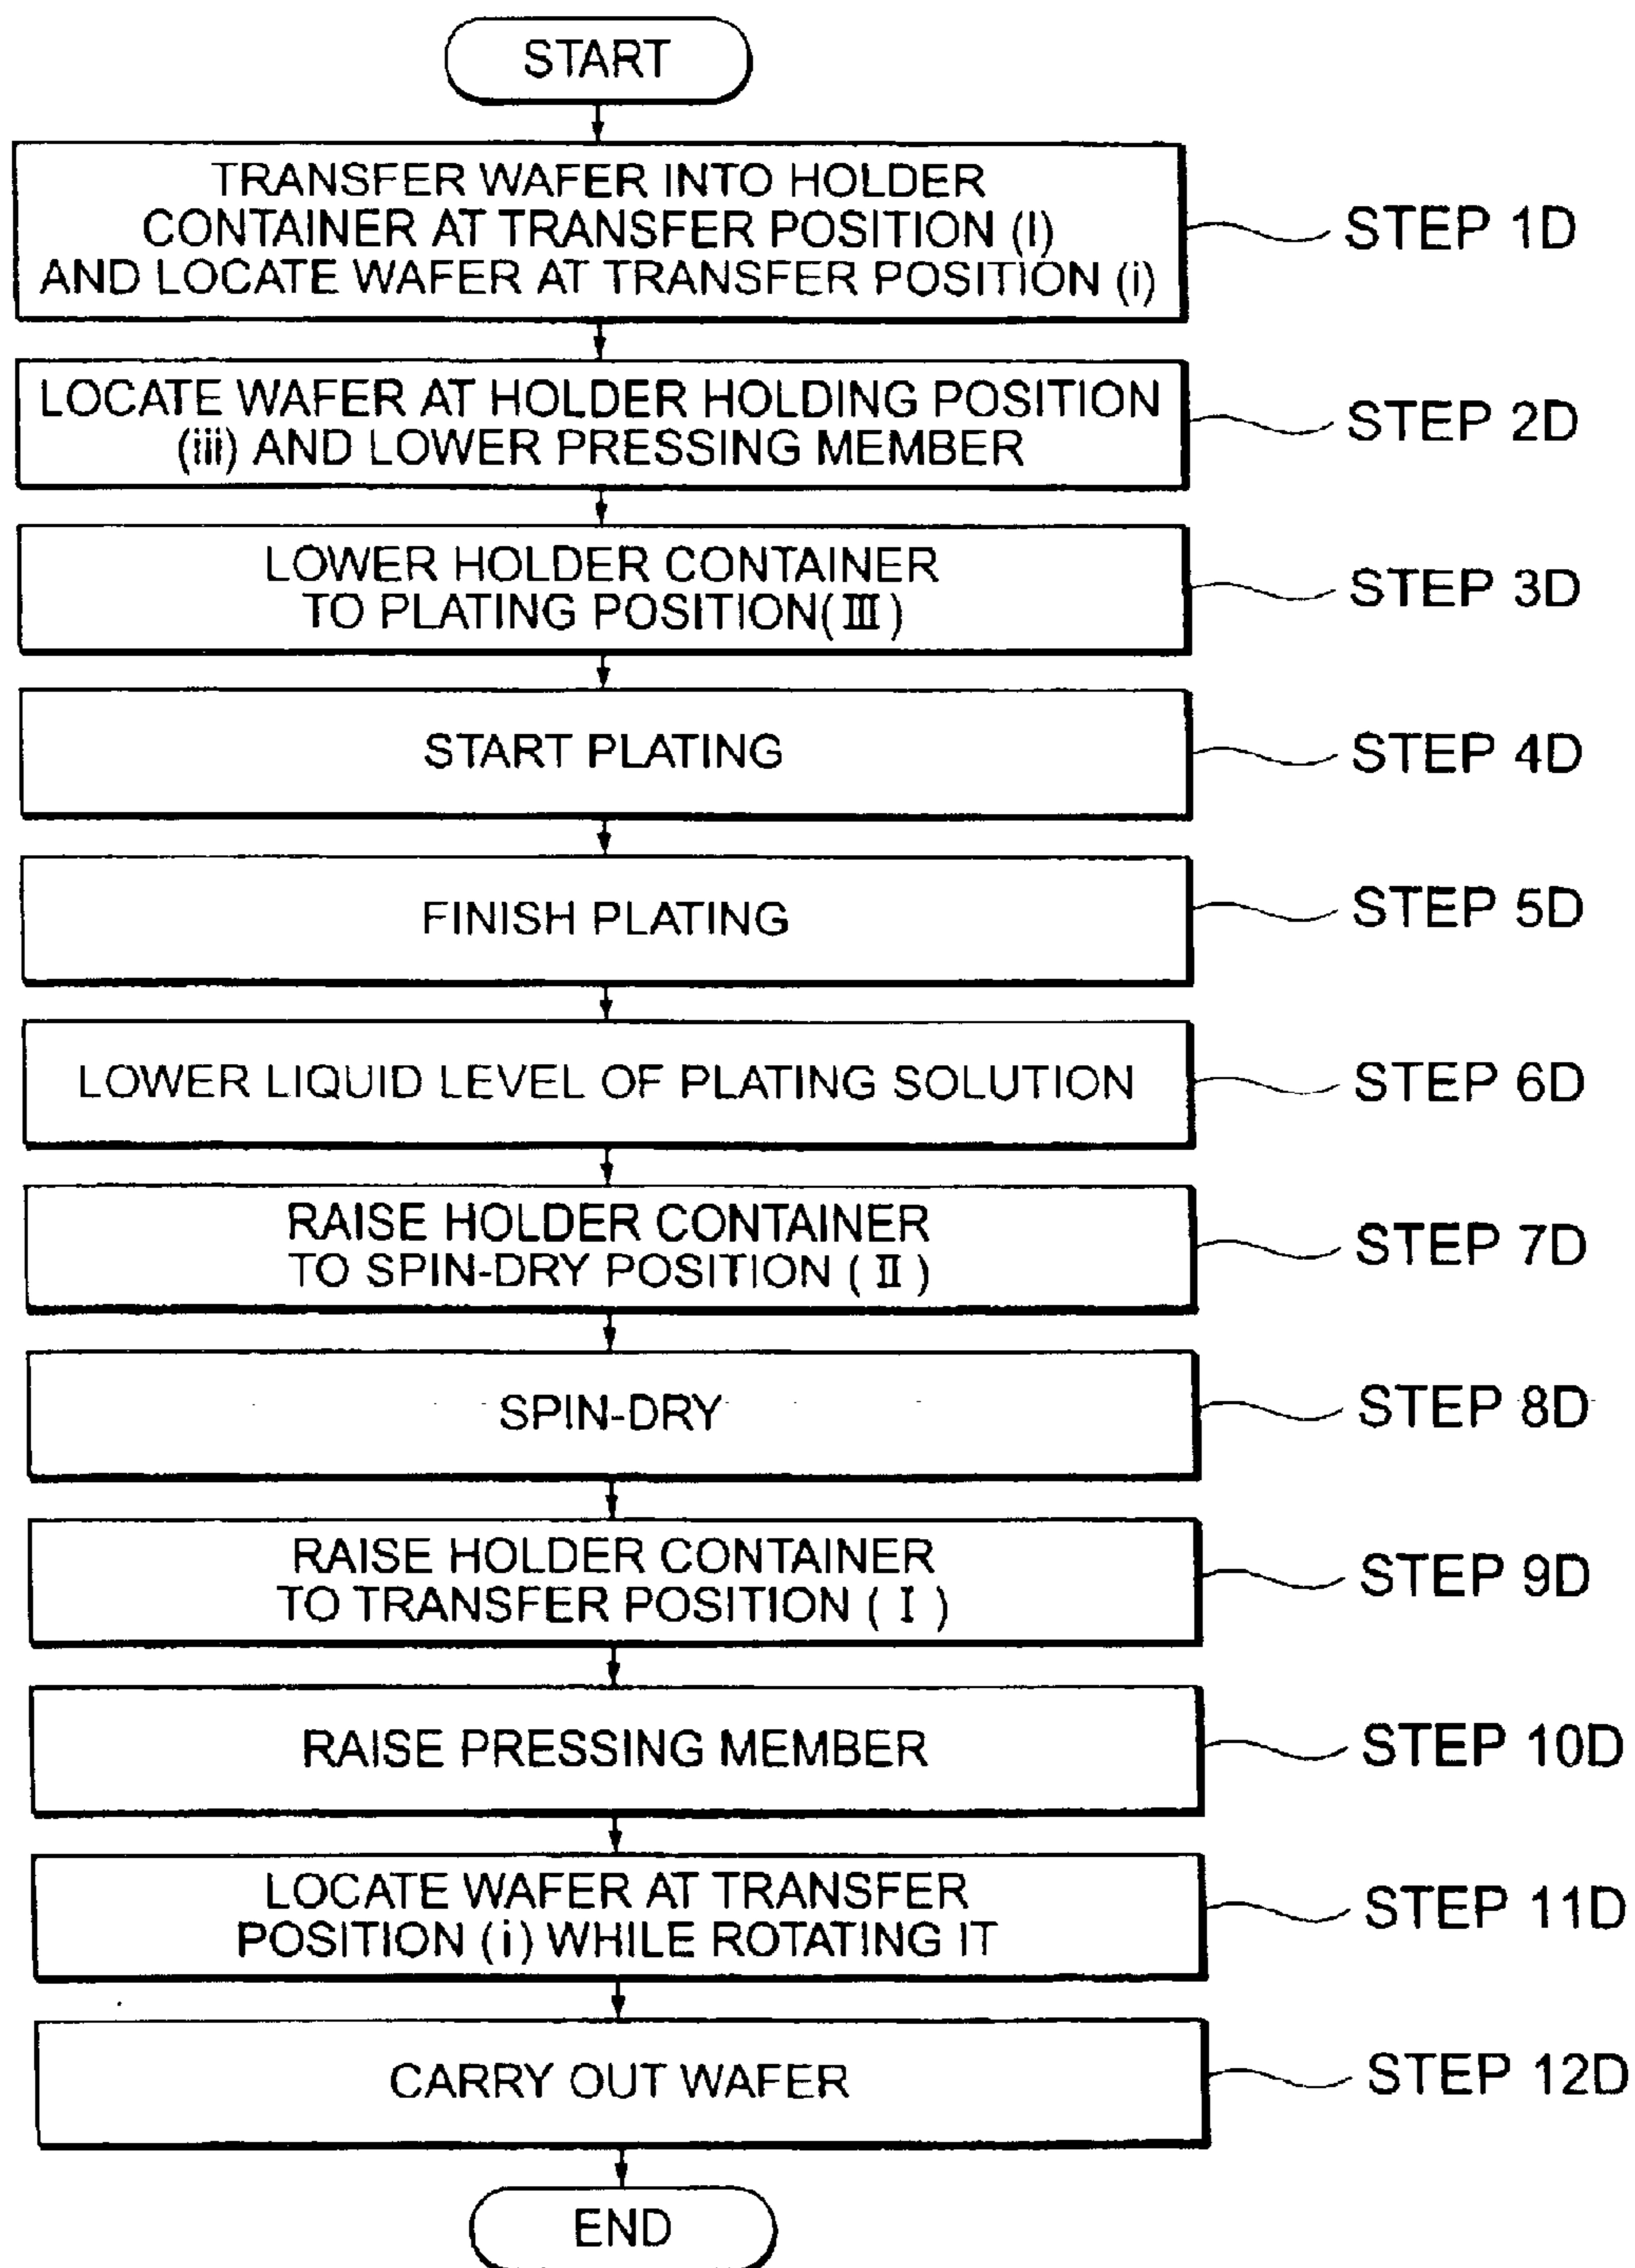 START
TRANSFER WAFER INTO HOLDER
CONTAINER AT TRANSFER POSITION (I)
AND LOCATE WAFER AT TRANSFER POSITION (i)
STEP 1D
LOCATE WAFER AT HOLDER HOLDING POSITION
(iii) AND LOWER PRESSING MEMBER
STEP 2D
LOWER HOLDER CONTAINER
TO PLATING POSITION(Ⅲ)
STEP 3D
START PLATING
STEP 4D
FINISH PLATING
STEP 5D
LOWER LIQUID LEVEL OF PLATING SOLUTION
STEP 6D
RAISE HOLDER CONTAINER
TO SPIN-DRY POSITION (Ⅱ)
STEP 7D
SPIN-DRY
STEP 8D
RAISE HOLDER CONTAINER
TO TRANSFER POSITION (Ⅰ)
STEP 9D
RAISE PRESSING MEMBER
STEP 10D
LOCATE WAFER AT TRANSFER
POSITION (i) WHILE ROTATING IT
STEP 11D
CARRY OUT WAFER
STEP 12D
END